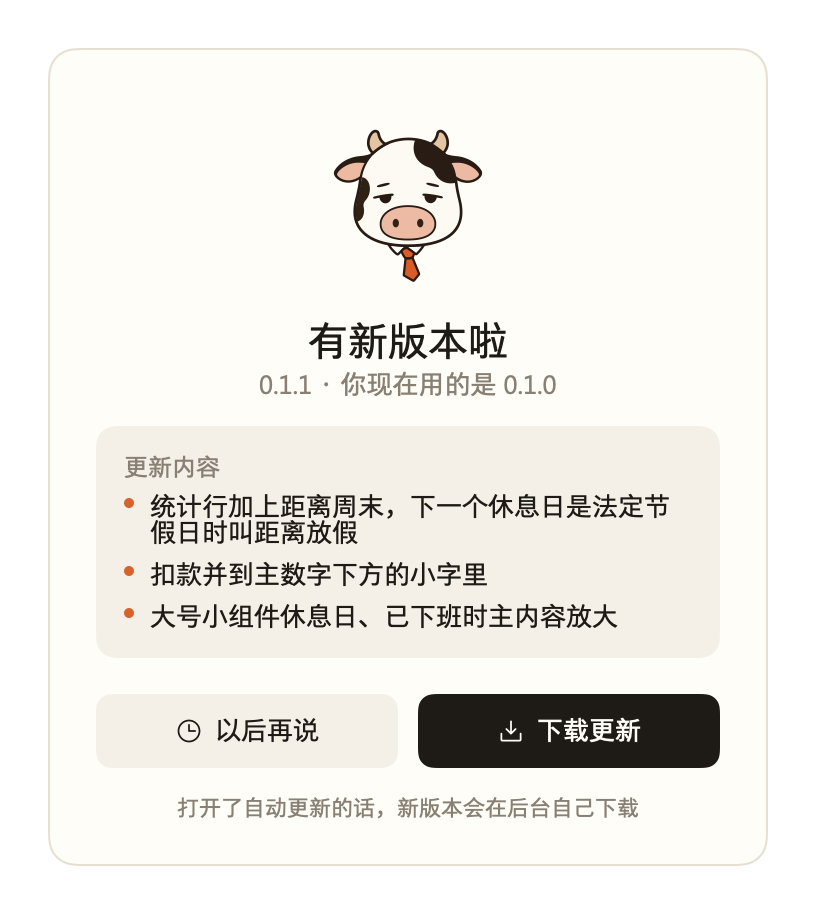 有新版本啦
0.1.1 · 你现在用的是 0.1.0
更新内容
统计行加上距离周末，下一个休息日是法定节
假日时叫距离放假
扣款并到主数字下方的小字里
大号小组件休息日、已下班时主内容放大
以后再说
下载更新
打开了自动更新的话，新版本会在后台自己下载